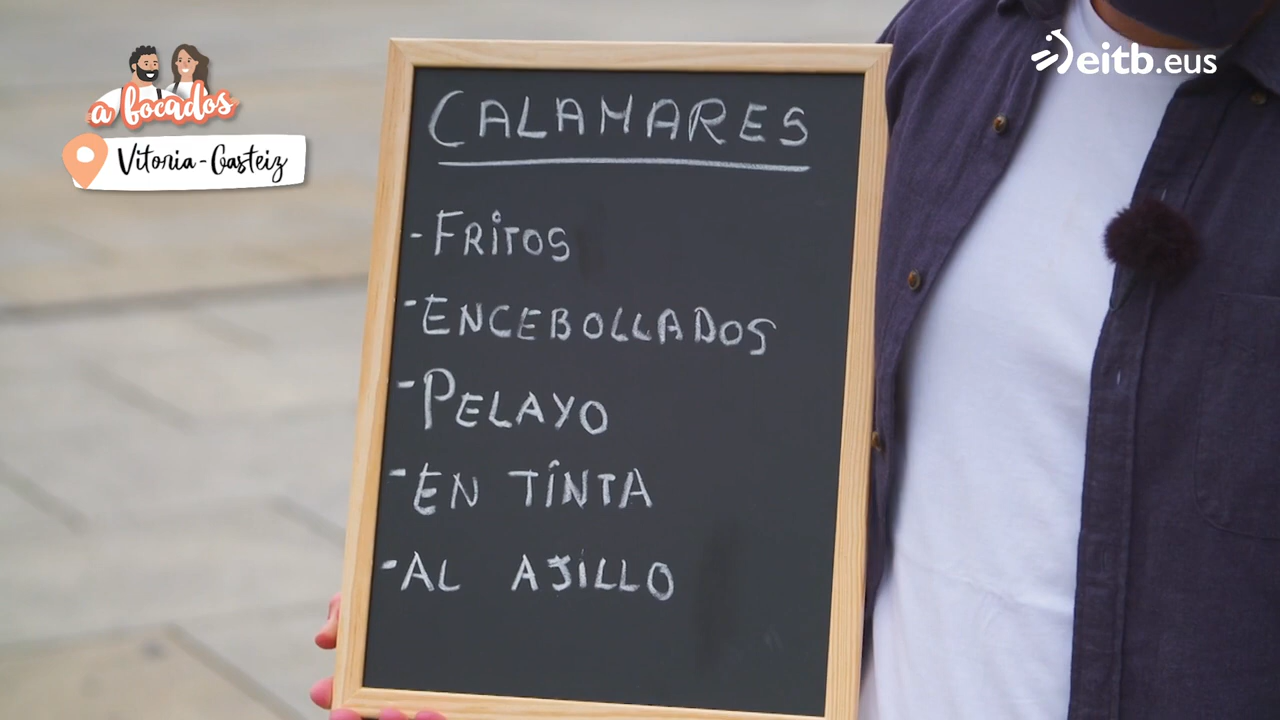 a bocados
Vitoria-Gasteiz
eitb.eus
CALAMARES
-FRITOS
-ENCEBOLLADOS
-PELAYO
-EN TINTA
-AL AJILLO